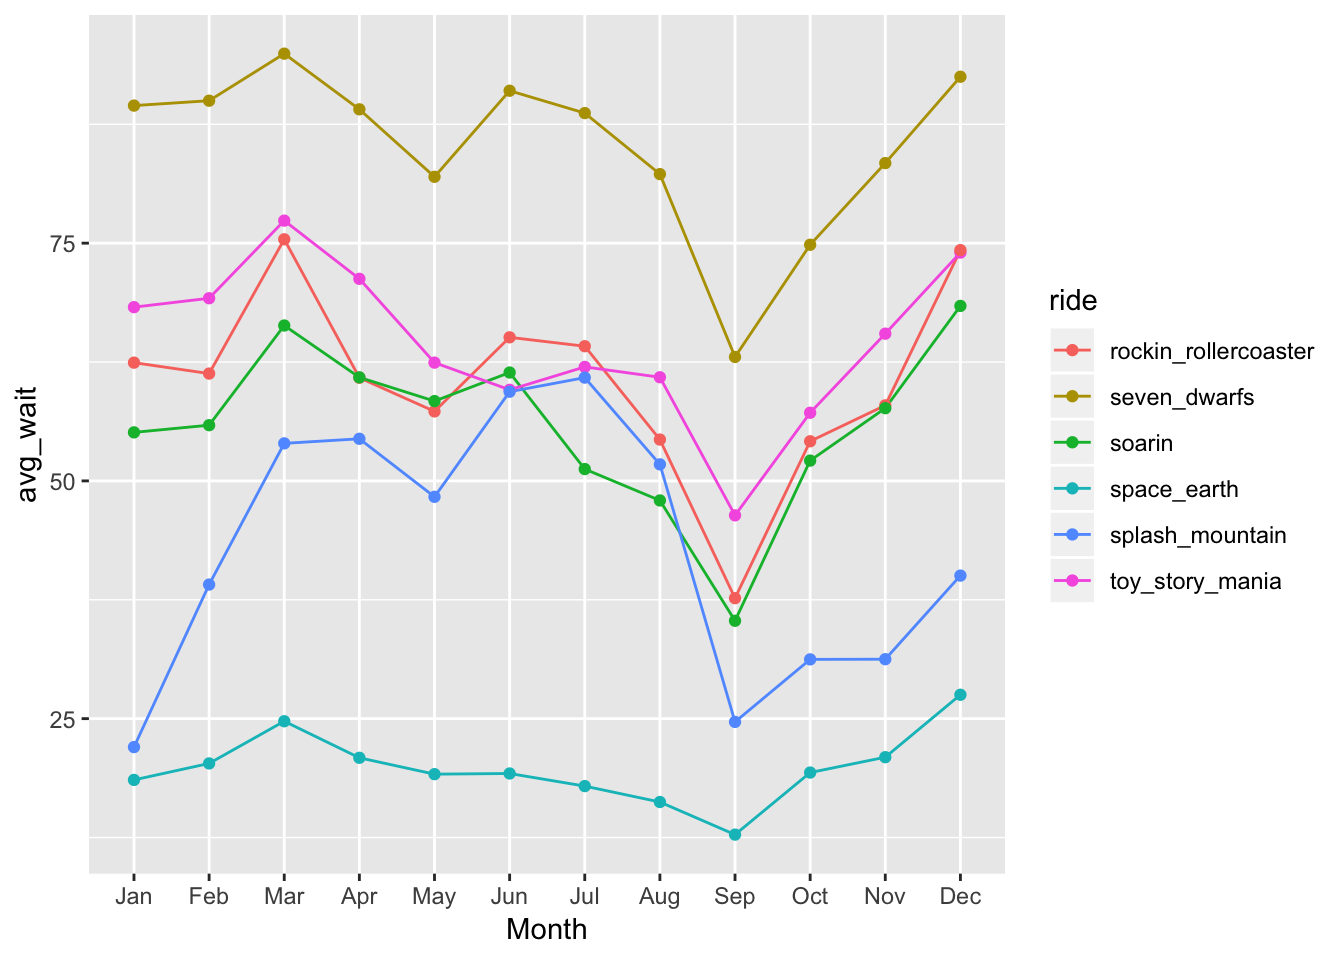 75
50
25
avg_wait
Jan Feb Mar Apr May Jun Jul Aug Sep Oct Nov Dec
Month
ride
rockin_rollercoaster
seven_dwarfs
soarin
space_earth
splash_mountain
toy_story_mania